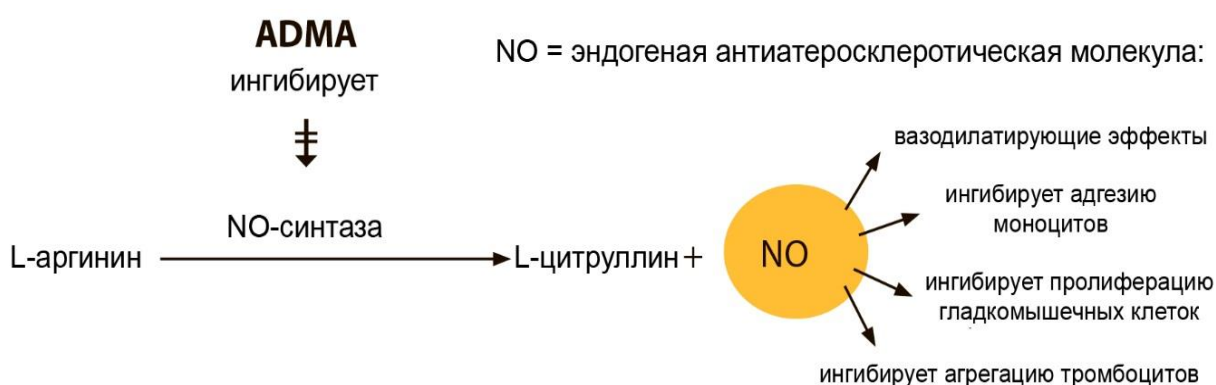 ADMA
ингибирует
NO = эндогеная антиатеросклеротическая молекула:
вазодилатирующие эффекты
ингибирует адгезию
моноцитов
NO-синтаза
L-аргинин
L-цитруллин +
NO
ингибирует пролиферацию
гладкомышечных клеток
ингибирует агрегацию тромбоцитов